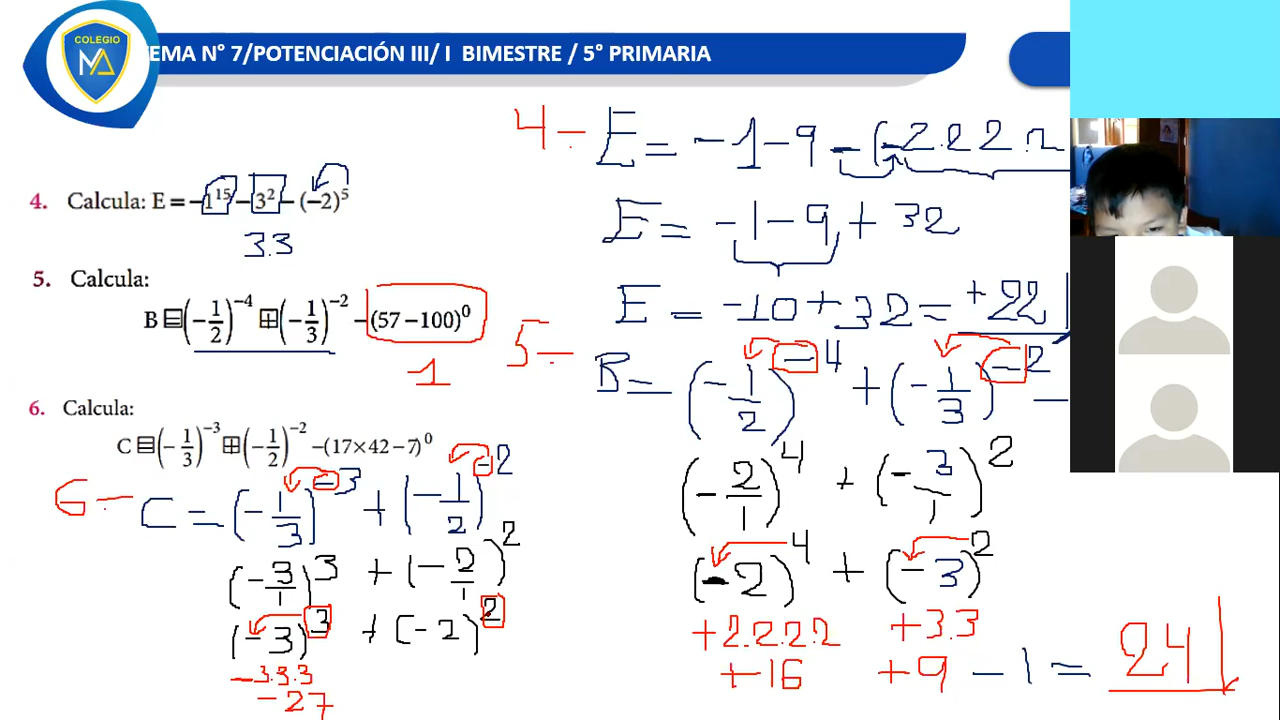 COLEGIO
MA
TEMA N° 7/POTENCIACIÓN III/ I BIMESTRE / 5° PRIMARIA
4. Calcula: E = −1¹⁵ − 3² − (−2)⁵
3.3
5. Calcula:
B = (−1/2)⁻⁴ + (−1/3)⁻² − (57 − 100)⁰
1
6. Calcula:
C = (−1/3)⁻³ + (−1/2)⁻² − (17×42 − 7)⁰
6− C = (−1/3)⁻³ + (−1/2)⁻²
(−3/1)³ + (−2/1)²
(−3)³ + (−2)²
−3.3.3
−27
4− E = −1−9 −(−2.2.2.2
E = −1−9+32
E = −10+32= +22
5− B = (−1/2)⁻⁴ + (−1/3)⁻² −
(−2/1)⁴ + (−3/1)²
(−2)⁴ + (−3)²
+2.2.2.2 +3.3
+16 +9 −1 = 24